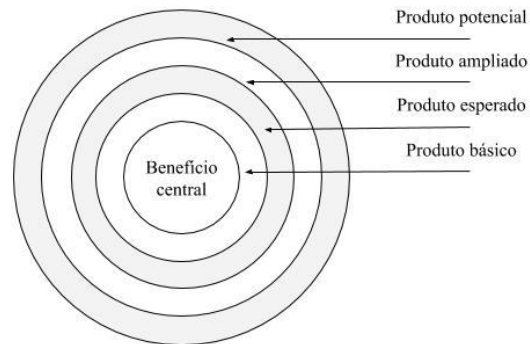 Produto potencial
Produto ampliado
Produto esperado
Produto básico
Benefício
central